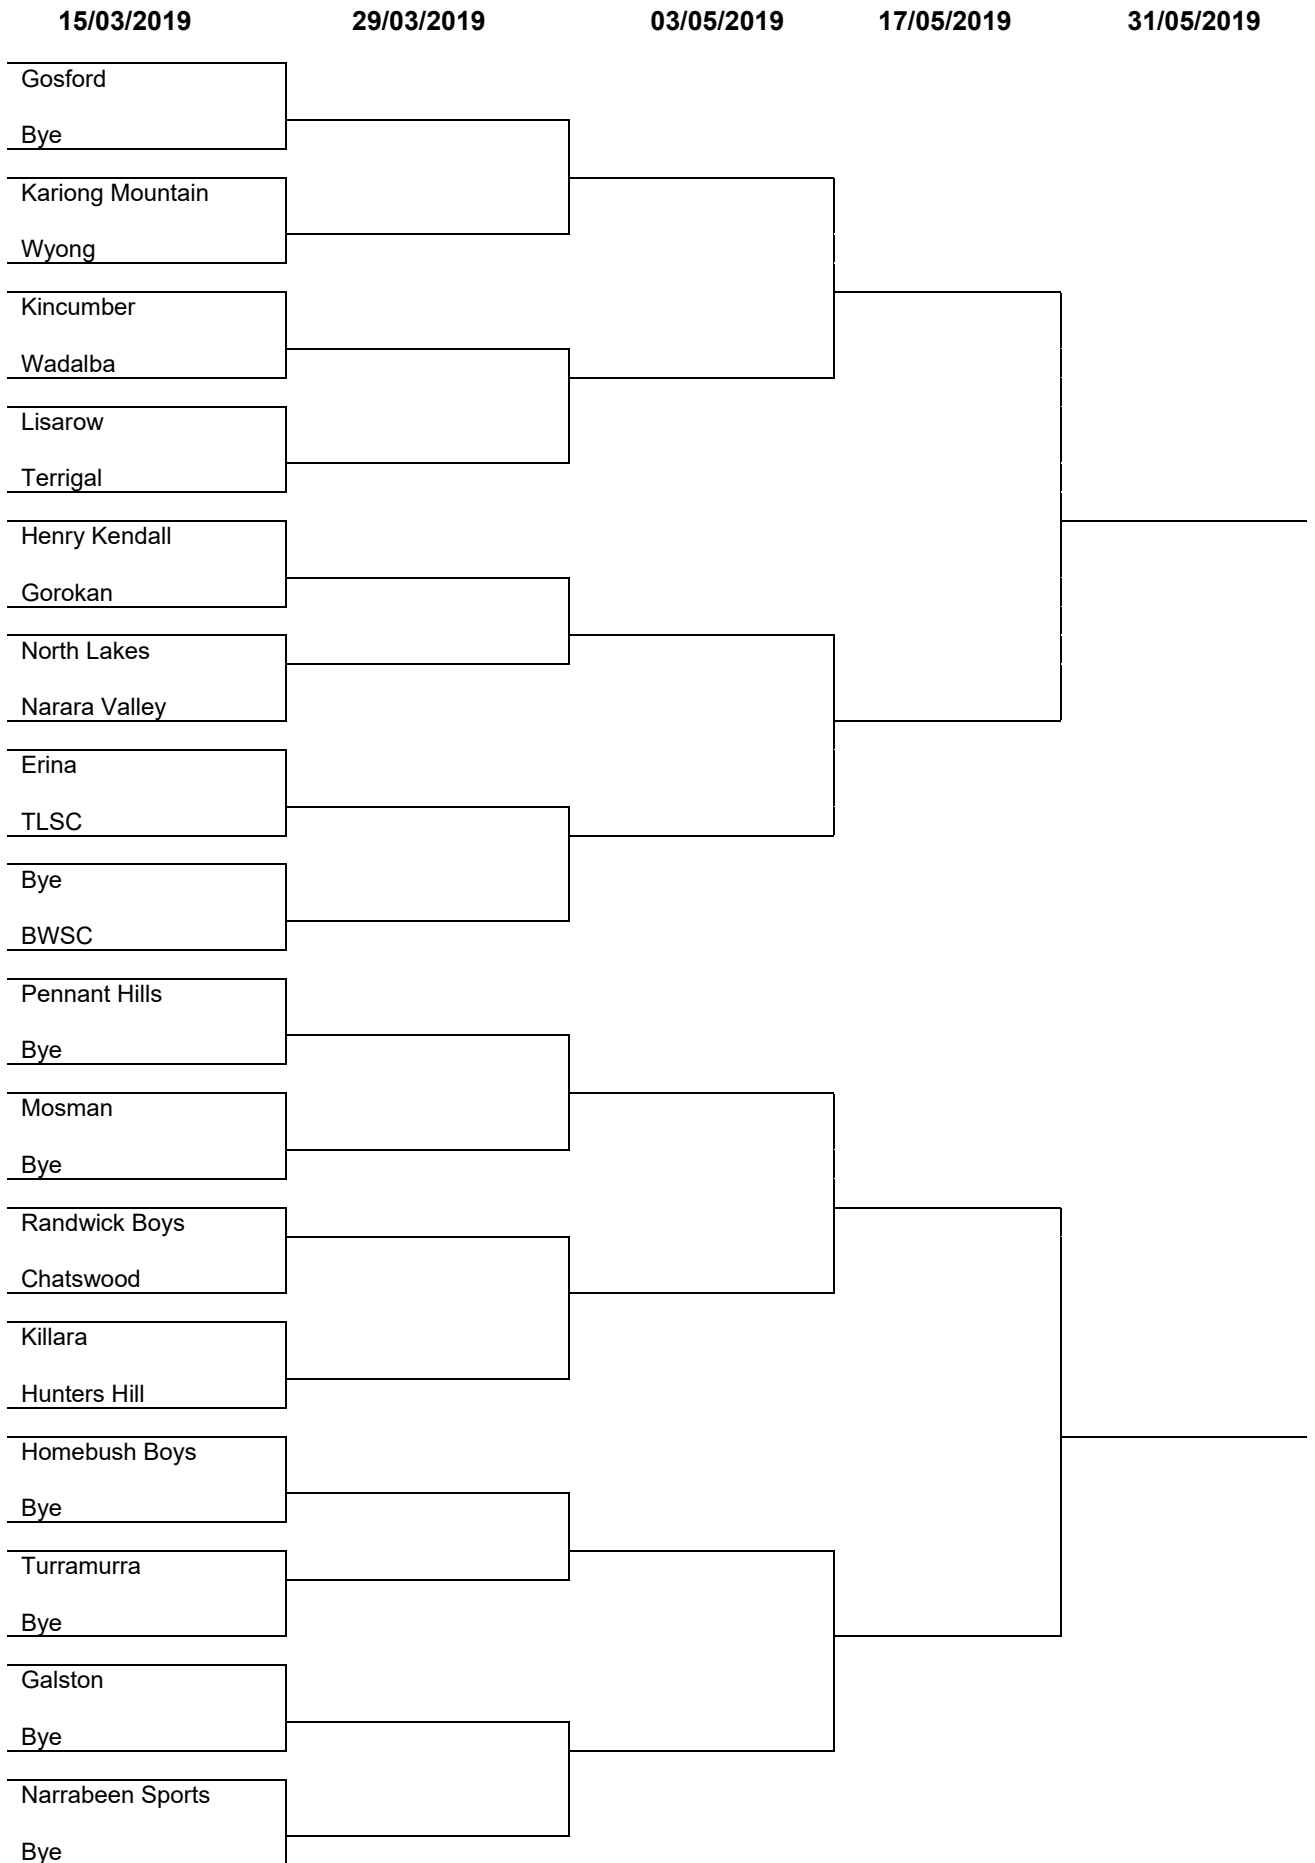 15/03/2019 29/03/2019 03/05/2019 17/05/2019 31/05/2019
Gosford
Bye
Kariong Mountain
Wyong
Kincumber
Wadalba
Lisarow
Terrigal
Henry Kendall
Gorokan
North Lakes
Narara Valley
Erina
TLSC
Bye
BWSC
Pennant Hills
Bye
Mosman
Bye
Randwick Boys
Chatswood
Killara
Hunters Hill
Homebush Boys
Bye
Turramurra
Bye
Galston
Bye
Narrabeen Sports
Bye